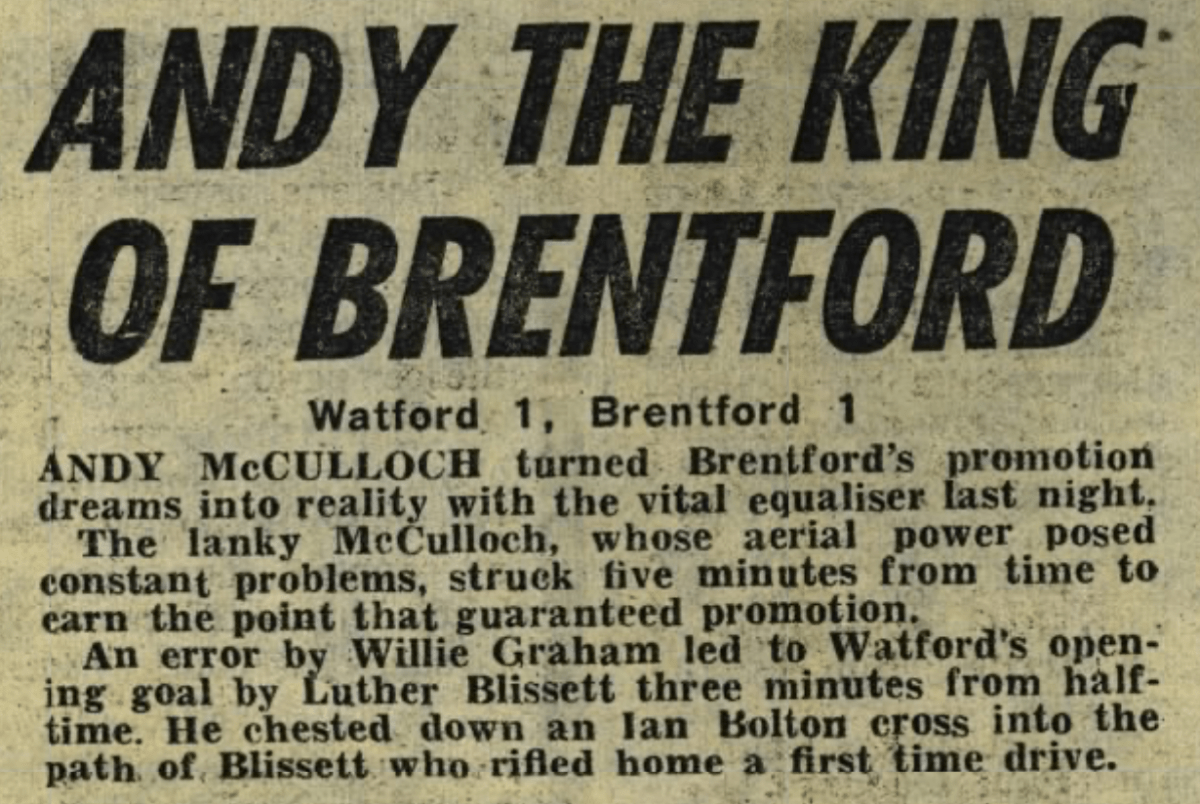 ANDY THE KING
OF BRENTFORD
Watford 1, Brentford 1
ANDY McCULLOCH turned Brentford's promotion
dreams into reality with the vital equaliser last night.
The lanky McCulloch, whose aerial power posed
constant problems, struck five minutes from time to
earn the point that guaranteed promotion.
An error by Willie Graham led to Watford's open-
ing goal by Luther Blissett three minutes from half-
time. He chested down an Ian Bolton cross into the
path of Blissett who rifled home a first time drive.